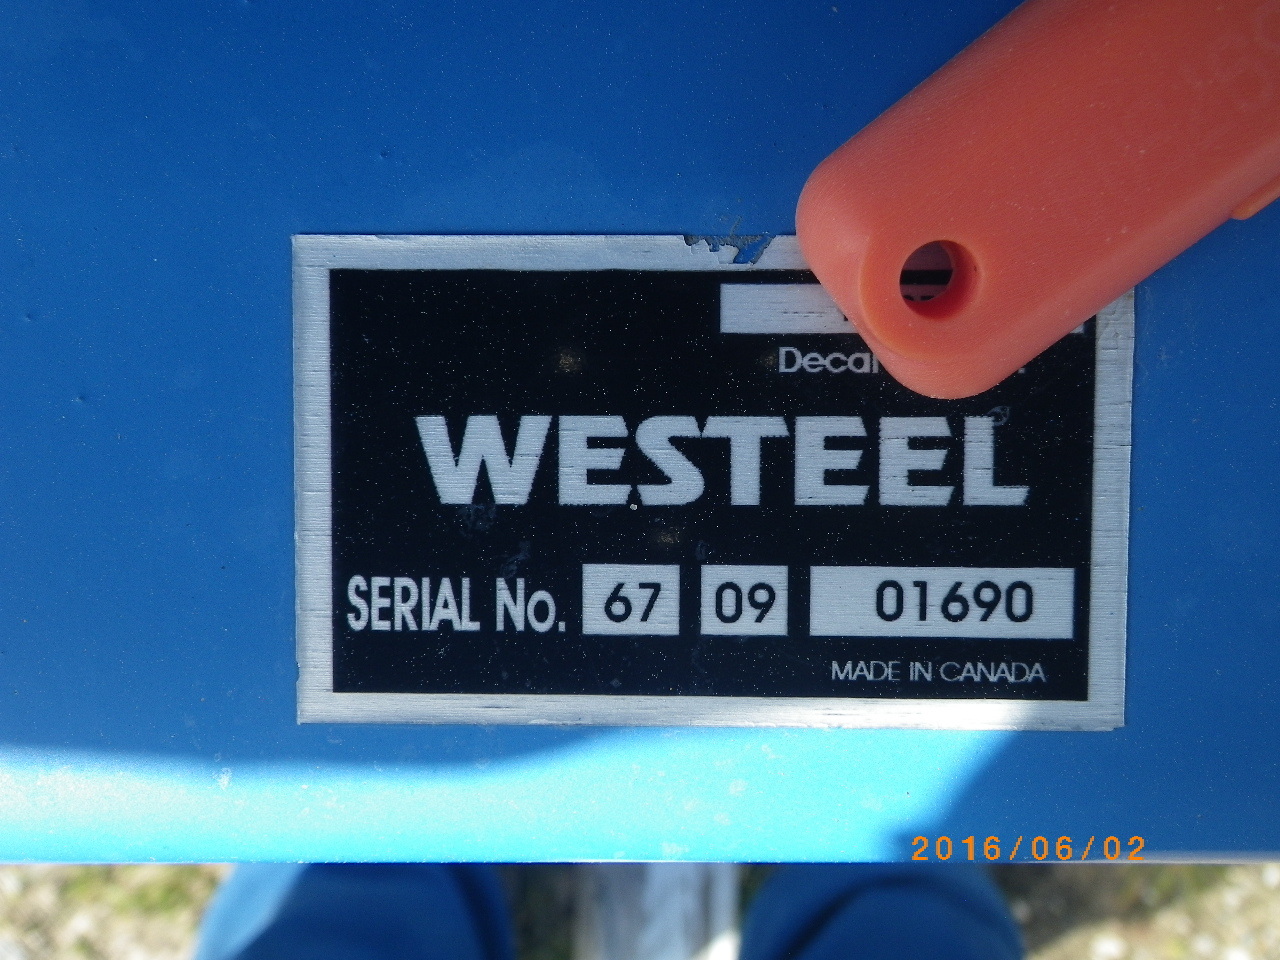 Decal
WESTEEL
SERIAL No. 67 09 01690
MADE IN CANADA
2016/06/02